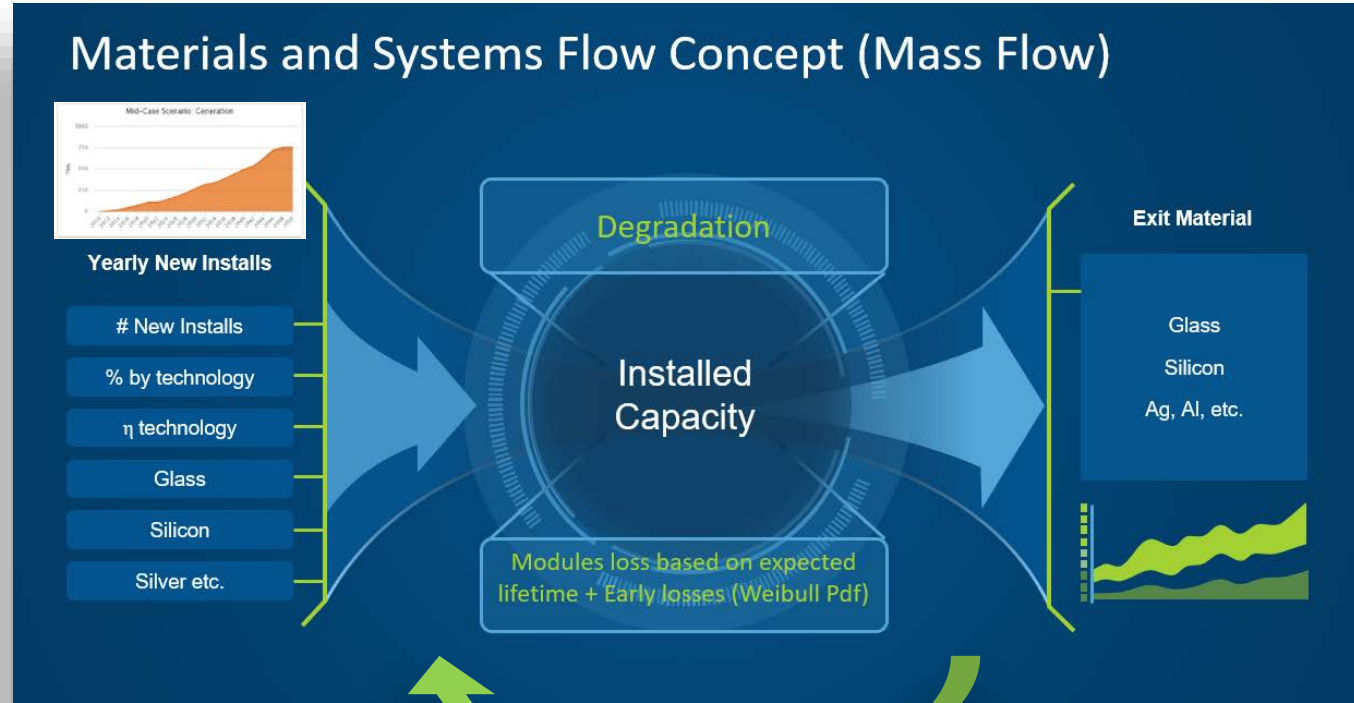 Materials and Systems Flow Concept (Mass Flow)
Mid-Case Scenario: Generation
Yearly New Installs
# New Installs
% by technology
η technology
Glass
Silicon
Silver etc.
Degradation
Installed
Capacity
Modules loss based on expected
lifetime + Early losses (Weibull Pdf)
Exit Material
Glass
Silicon
Ag, Al, etc.